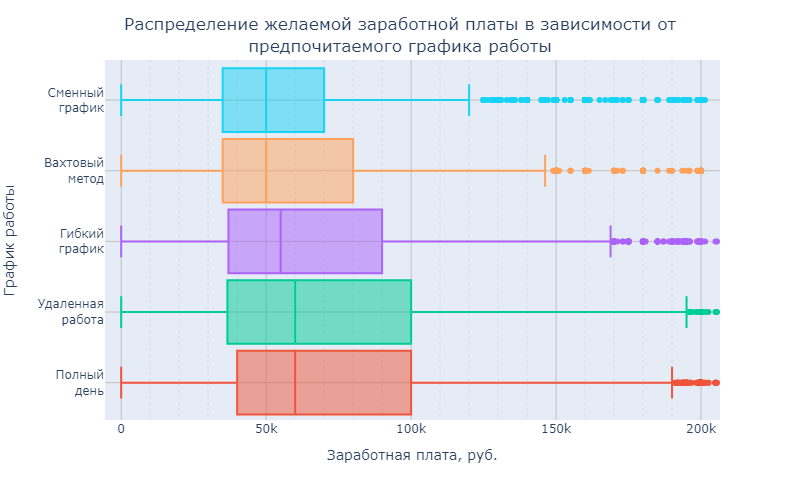 Распределение желаемой заработной платы в зависимости от
предпочитаемого графика работы
График работы
Сменный
график
Вахтовый
метод
Гибкий
график
Удаленная
работа
Полный
день
0
50k
100k
150k
200k
Заработная плата, руб.